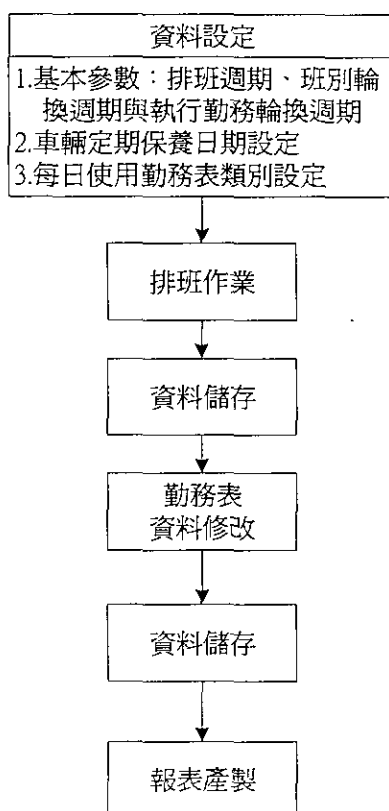 資料設定
1.基本參數：排班週期、班別輪
換週期與執行勤務輪換週期
2.車輛定期保養日期設定
3.每日使用勤務表類別設定
排班作業
資料儲存
勤務表
資料修改
資料儲存
報表產製